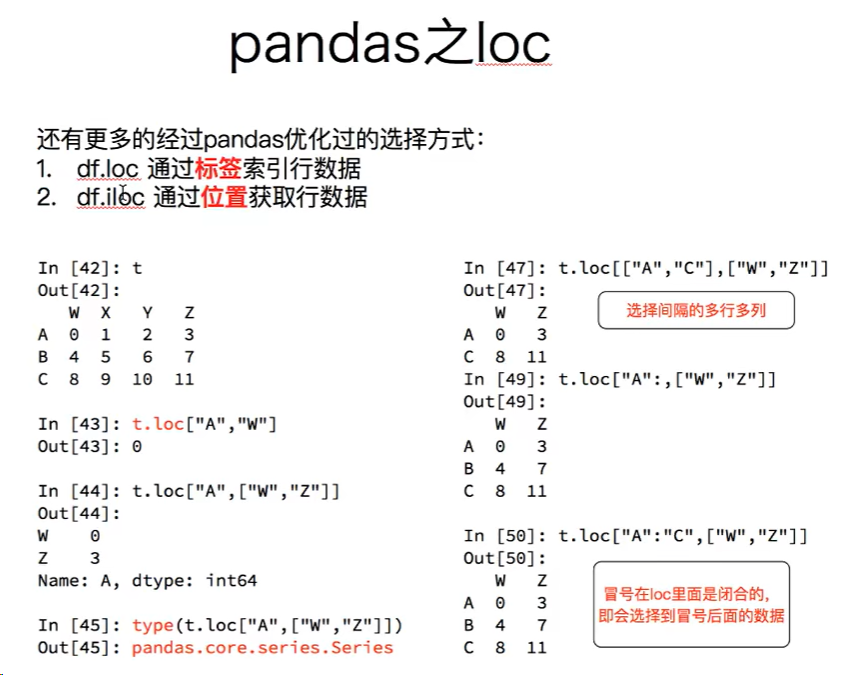 pandas之loc
还有更多的经过pandas优化过的选择方式：
1. df.loc 通过标签索引行数据
2. df.iloc 通过位置获取行数据
In [42]: t
Out[42]:
   W  X   Y   Z
A  0  1   2   3
B  4  5   6   7
C  8  9  10  11
In [43]: t.loc["A","W"]
Out[43]: 0
In [44]: t.loc["A",["W","Z"]]
Out[44]:
W    0
Z    3
Name: A, dtype: int64
In [45]: type(t.loc["A",["W","Z"]])
Out[45]: pandas.core.series.Series
In [47]: t.loc[["A","C"],["W","Z"]]
Out[47]:
选择间隔的多行多列
   W   Z
A  0   3
C  8  11
In [49]: t.loc["A":,["W","Z"]]
Out[49]:
   W   Z
A  0   3
B  4   7
C  8  11
In [50]: t.loc["A":"C",["W","Z"]]
Out[50]:
   W   Z
A  0   3
B  4   7
C  8  11
冒号在loc里面是闭合的，
即会选择到冒号后面的数据